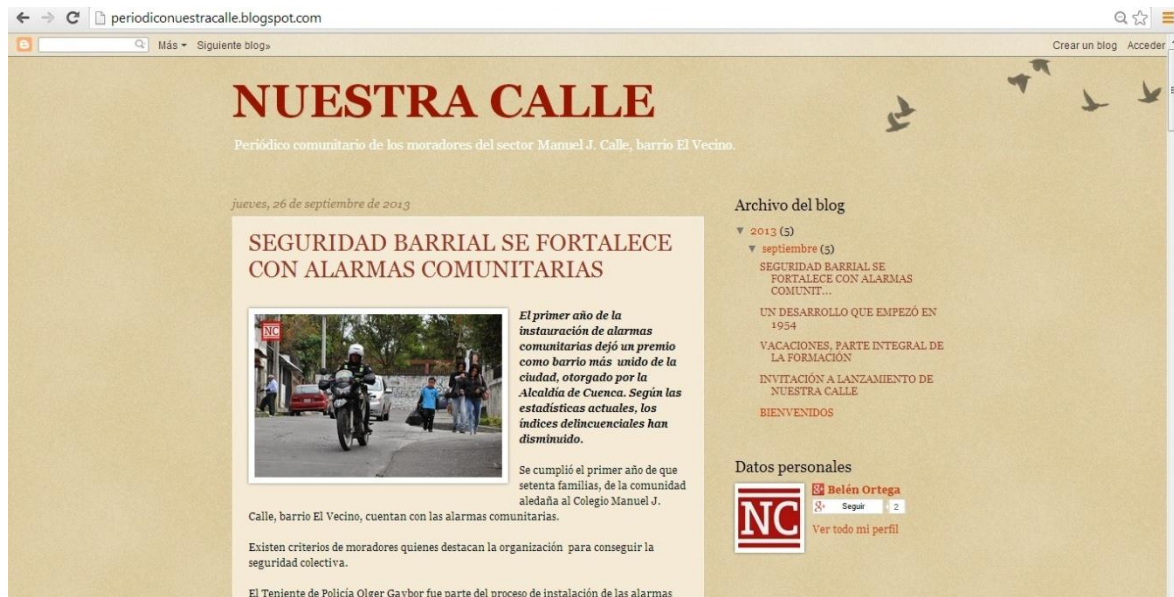 periodiconuestracalle.blogspot.com
Más Siguiente blog»
Crear un blog Acceder
NUESTRA CALLE
Periódico comunitario de los moradores del sector Manuel J. Calle, barrio El Vecino.
jueves, 26 de septiembre de 2013
SEGURIDAD BARRIAL SE FORTALECE
CON ALARMAS COMUNITARIAS
NC
El primer año de la
instauración de alarmas
comunitarias dejó un premio
como barrio más unido de la
ciudad, otorgado por la
Alcaldía de Cuenca. Según las
estadísticas actuales, los
índices delincuenciales han
disminuido.
Se cumplió el primer año de que
setenta familias, de la comunidad
aledaña al Colegio Manuel J.
Calle, barrio El Vecino, cuentan con las alarmas comunitarias.
Existen criterios de moradores quienes destacan la organización para conseguir la
seguridad colectiva.
El Teniente de Policía Olger Gaybor fue parte del proceso de instalación de las alarmas
Archivo del blog
▼ 2013 (5)
▼ septiembre (5)
SEGURIDAD BARRIAL SE
FORTALECE CON ALARMAS
COMUNIT...
UN DESARROLLO QUE EMPEZÓ EN
1954
VACACIONES, PARTE INTEGRAL DE
LA FORMACIÓN
INVITACIÓN A LANZAMIENTO DE
NUESTRA CALLE
BIENVENIDOS
Datos personales
NC
Belén Ortega
Seguir 2
Ver todo mi perfil